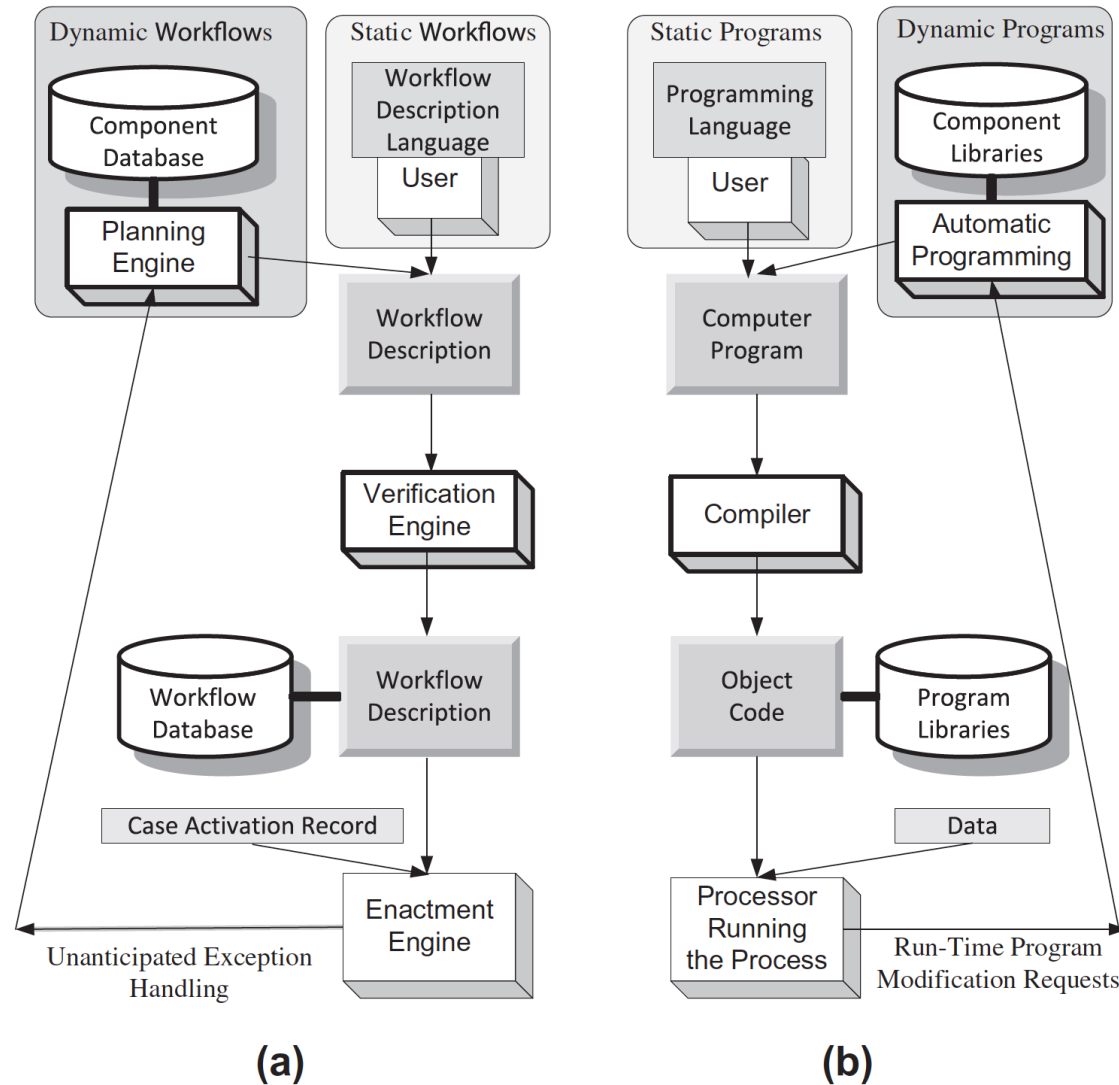 Dynamic Workflows
Component
Database
Planning
Engine
Static Workflows
Workflow
Description
Language
User
Workflow
Description
Verification
Engine
Workflow
Database
Workflow
Description
Case Activation Record
Enactment
Engine
Unanticipated Exception
Handling
(a)
Static Programs
Programming
Language
User
Dynamic Programs
Component
Libraries
Automatic
Programming
Computer
Program
Compiler
Object
Code
Program
Libraries
Data
Processor
Running
the Process
Run-Time Program
Modification Requests
(b)